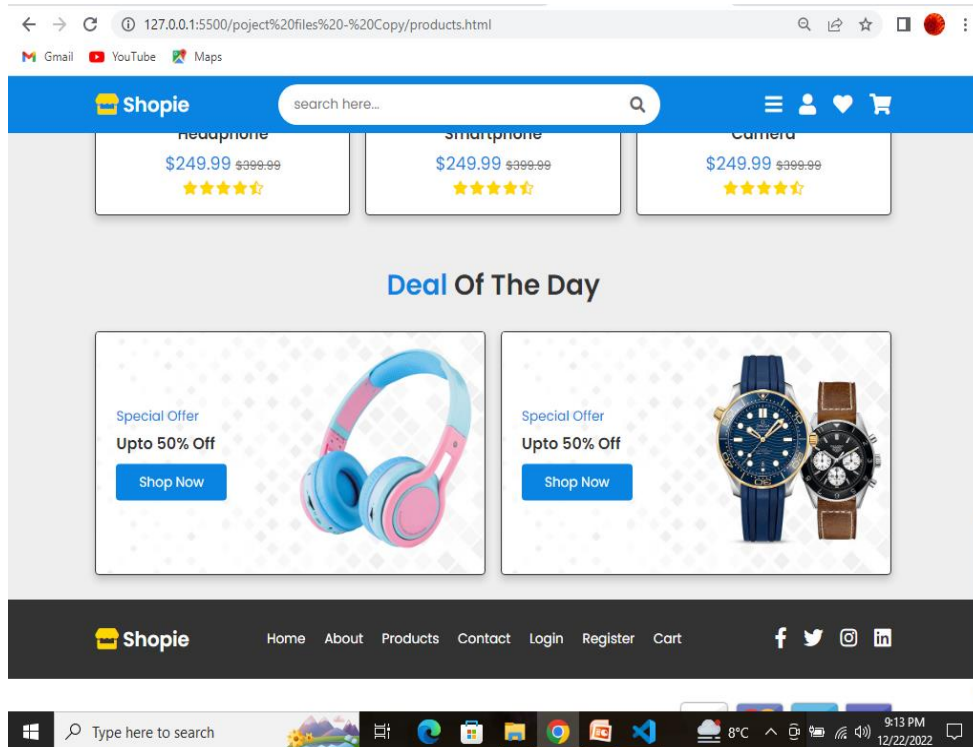 127.0.0.1:5500/poject%20files%20-%20Copy/products.html
Gmail YouTube Maps
Shopie search here...
Headphone Smartphone Camera
$249.99 $399.99 $249.99 $399.99 $249.99 $399.99
Deal Of The Day
Special Offer Special Offer
Upto 50% Off Upto 50% Off
Shop Now Shop Now
Shopie Home About Products Contact Login Register Cart
Type here to search 8°C 9:13 PM
12/22/2022